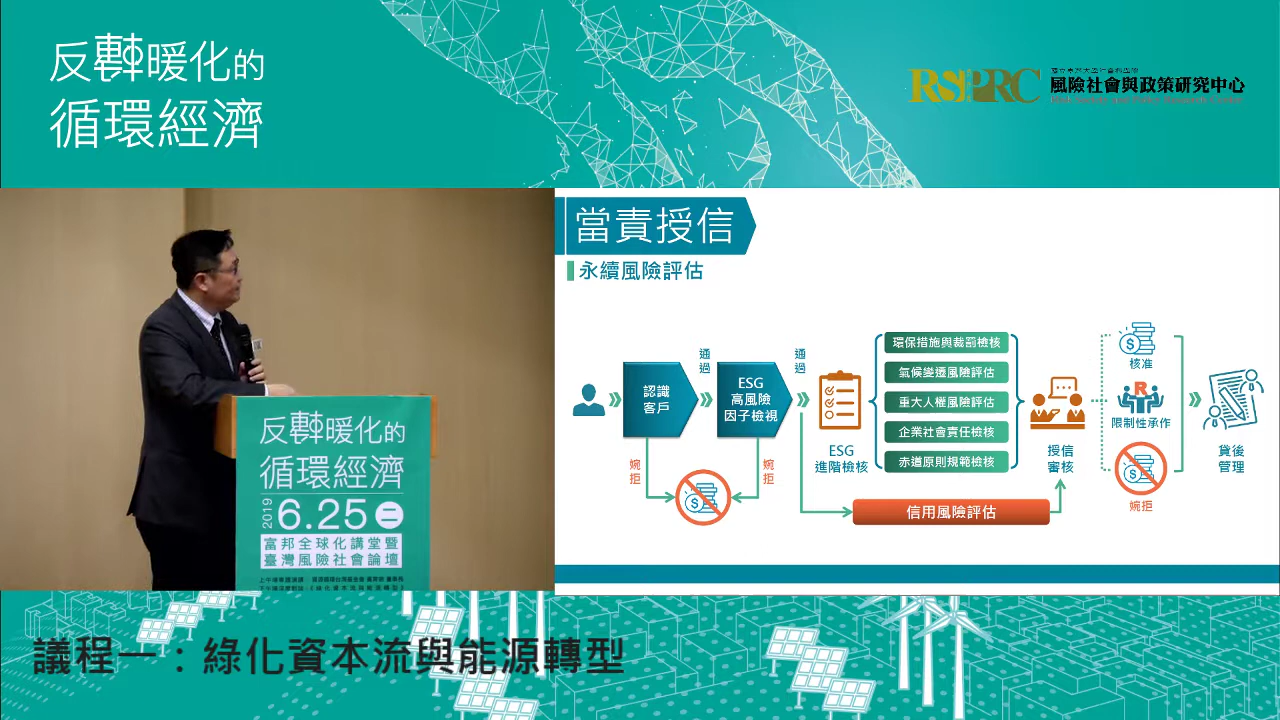 反轉暖化的
循環經濟
RSPRC
風險社會與政策研究中心
Risk Society and Policy Research Center
當責授信
永續風險評估
認識
客戶
通過
ESG
高風險
因子檢視
通過
婉拒
婉拒
ESG
進階檢核
環保措施與裁罰檢核
氣候變遷風險評估
重大人權風險評估
企業社會責任檢核
赤道原則規範檢核
信用風險評估
授信
審核
核准
R
限制性承作
婉拒
貸後
管理
反轉暖化的
循環經濟
2019
6.25 二
富邦全球化講堂暨
臺灣風險社會論壇
議程一：綠化資本流與能源轉型